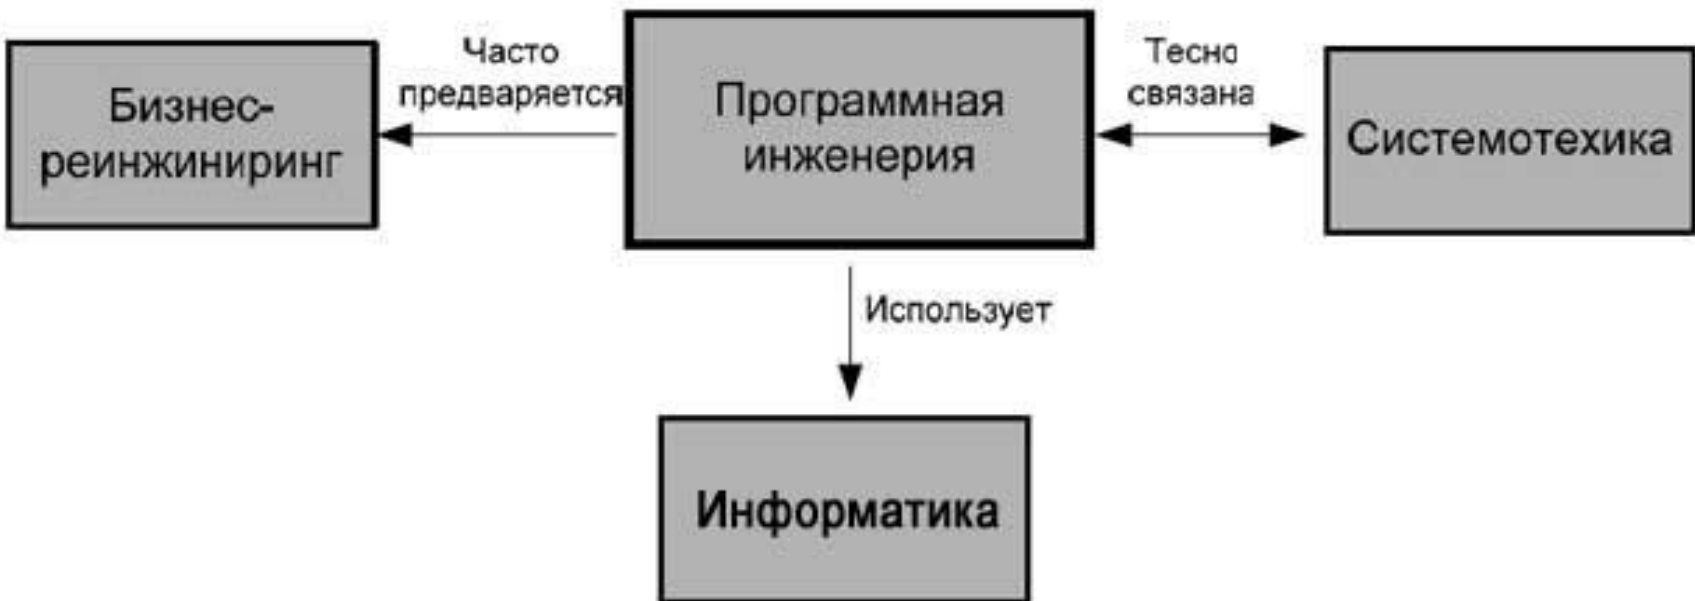 Часто
предваряется
Тесно
связана
Бизнес-
реинжиниринг
Программная
инженерия
Системотехика
Использует
Информатика